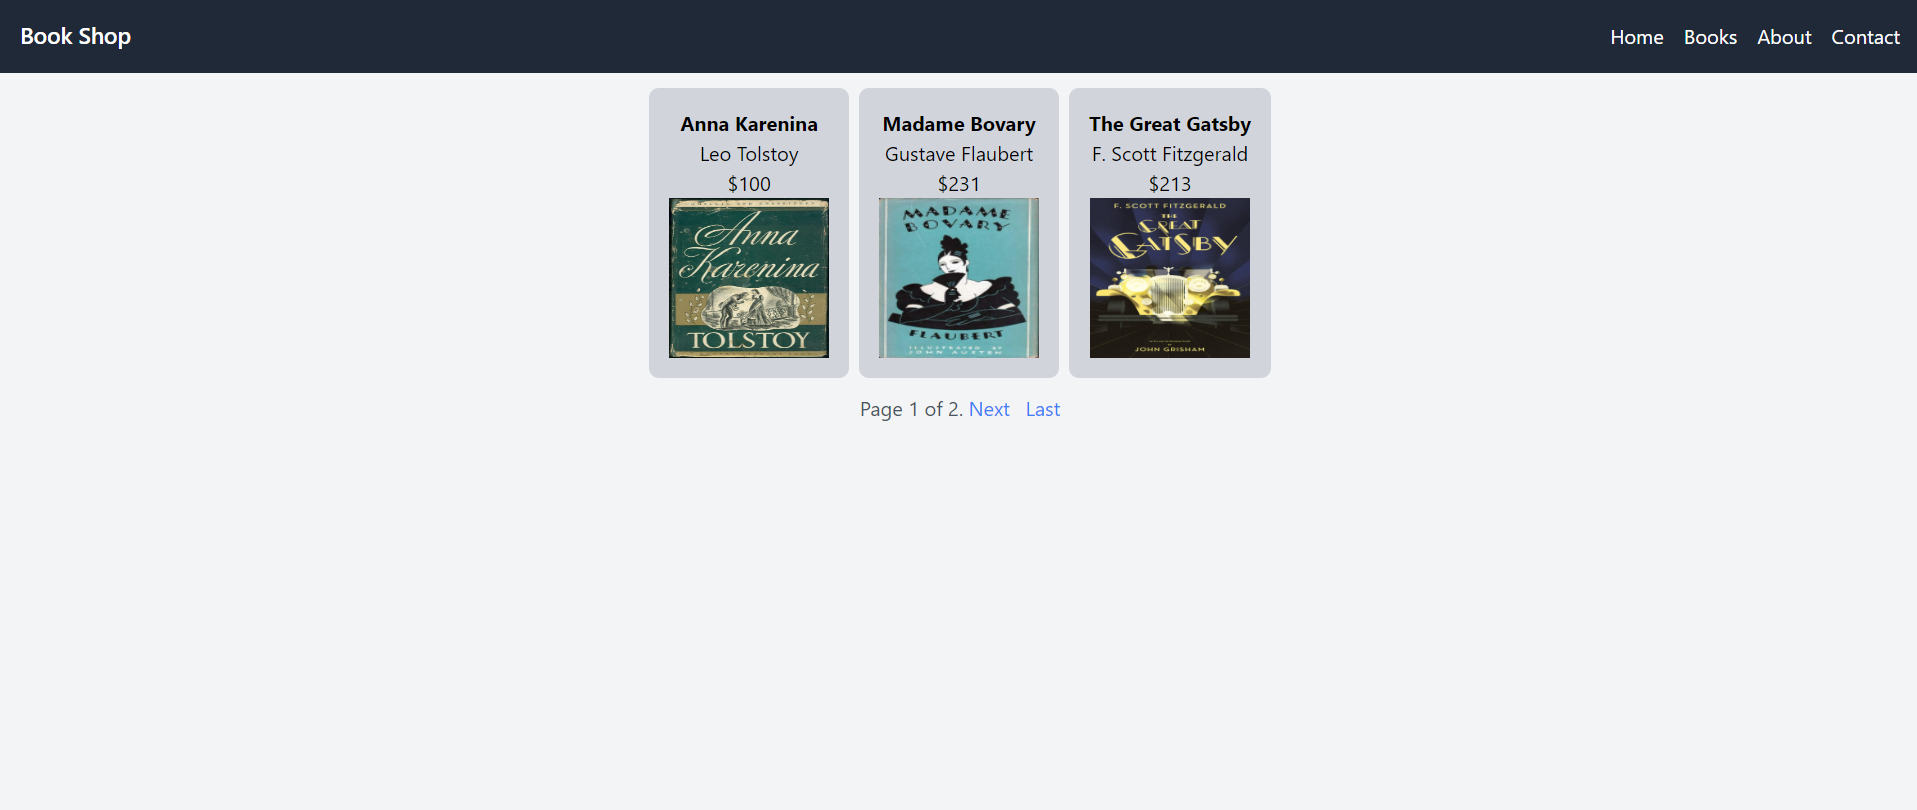 Book Shop
Home Books About Contact
Anna Karenina
Leo Tolstoy
$100
Anna
Karenina
TOLSTOY
Madame Bovary
Gustave Flaubert
$231
MADAME
BOVARY
FLAUBERT
ILLUSTRATED BY
JOHN AUSTEN
The Great Gatsby
F. Scott Fitzgerald
$213
F. SCOTT FITZGERALD
THE
GREAT
GATSBY
JOHN GRISHAM
Page 1 of 2. Next Last